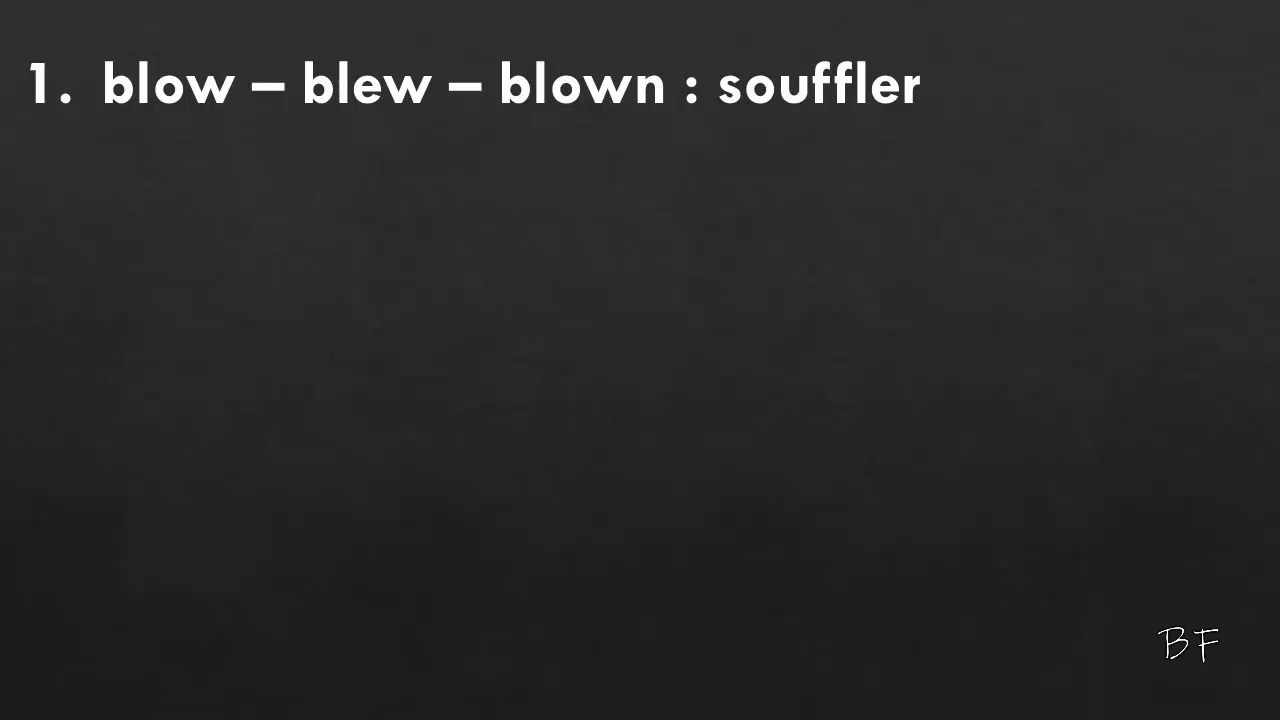 1. blow – blew – blown : souffler
BF